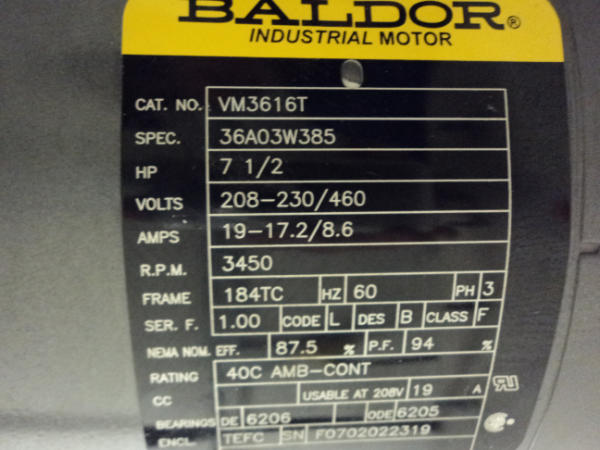 BALDOR®
INDUSTRIAL MOTOR
CAT. NO. VM3616T
SPEC. 36A03W385
HP 7 1/2
VOLTS 208-230/460
AMPS 19-17.2/8.6
R.P.M. 3450
FRAME 184TC HZ 60 PH 3
SER. F. 1.00 CODE L DES B CLASS F
NEMA NOM. EFF. 87.5 % P.F. 94 %
RATING 40C AMB-CONT
CC USABLE AT 208V 19 A
BEARINGS DE 6206 ODE 6205
ENCL. TEFC SN F0702022319